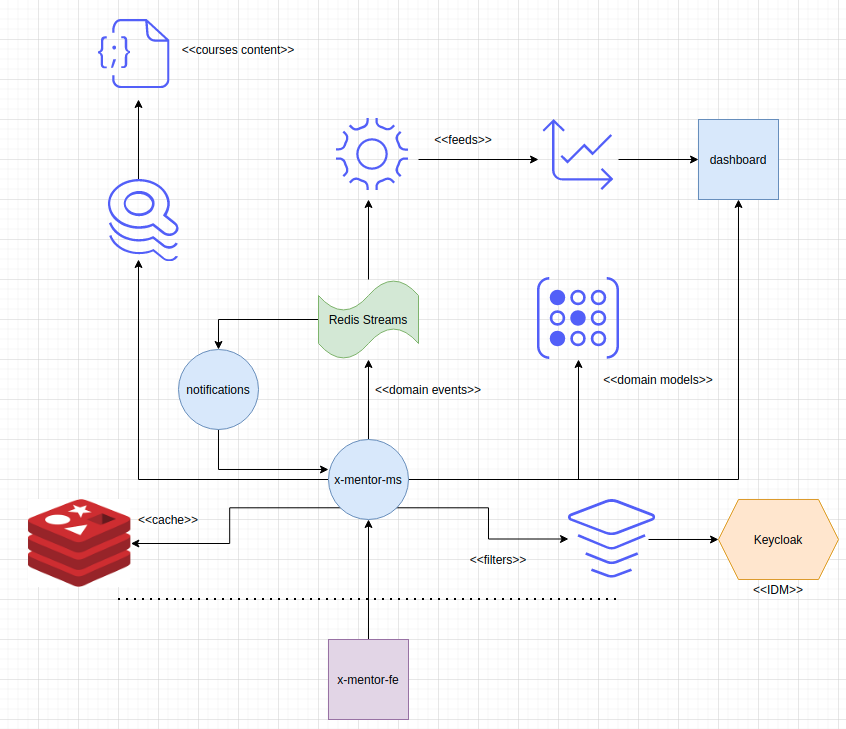 <<courses content>>
<<feeds>>
dashboard
Redis Streams
notifications
<<domain events>>
<<domain models>>
x-mentor-ms
<<cache>>
<<filters>>
Keycloak
<<IDM>>
x-mentor-fe